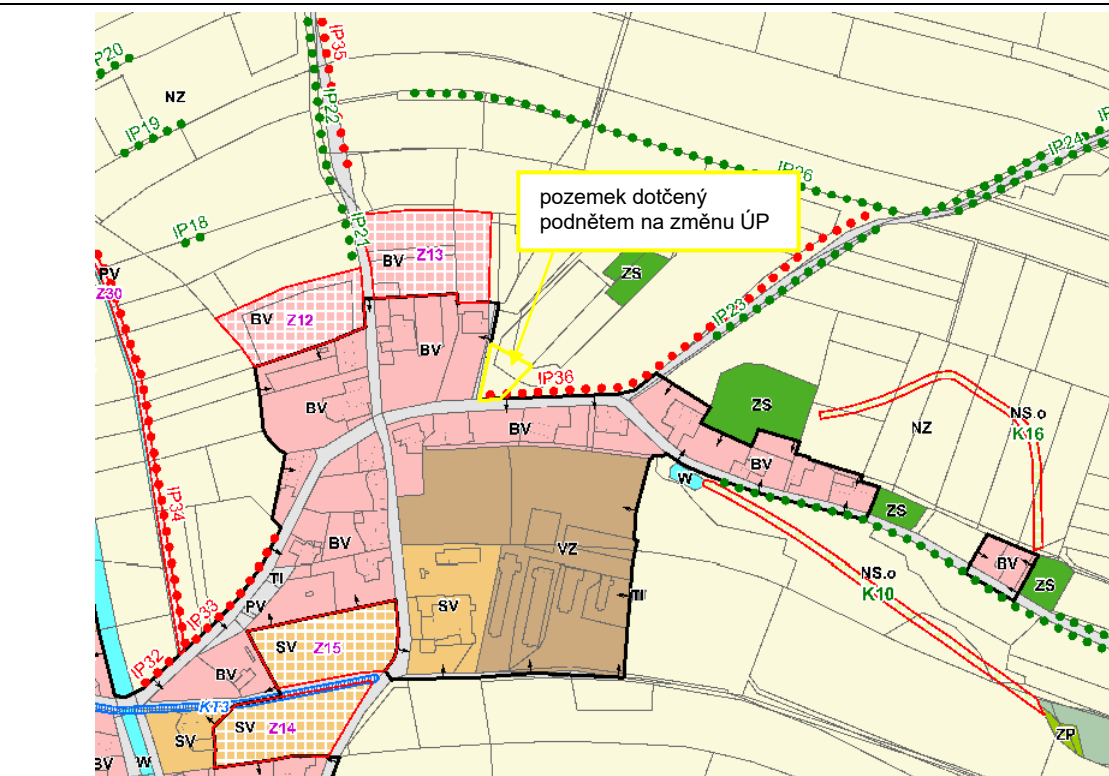 IP35
P20
NZ
IP22
IP19
IP24
IP26
pozemek dotčený
podnětem na změnu ÚP
IP18
IP21
BV Z13
ZS
PV
Z30
IP23
BV Z12
BV
IP36
BV
ZS
NS.o
K16
NZ
BV
BV
W
IP34
ZS
BV
VZ
TI
NS.o
K10
BV
ZS
TI
SV
PV
IP33
SV Z15
IP32
BV
KT3
SV Z14
SV
ZP
BV
W